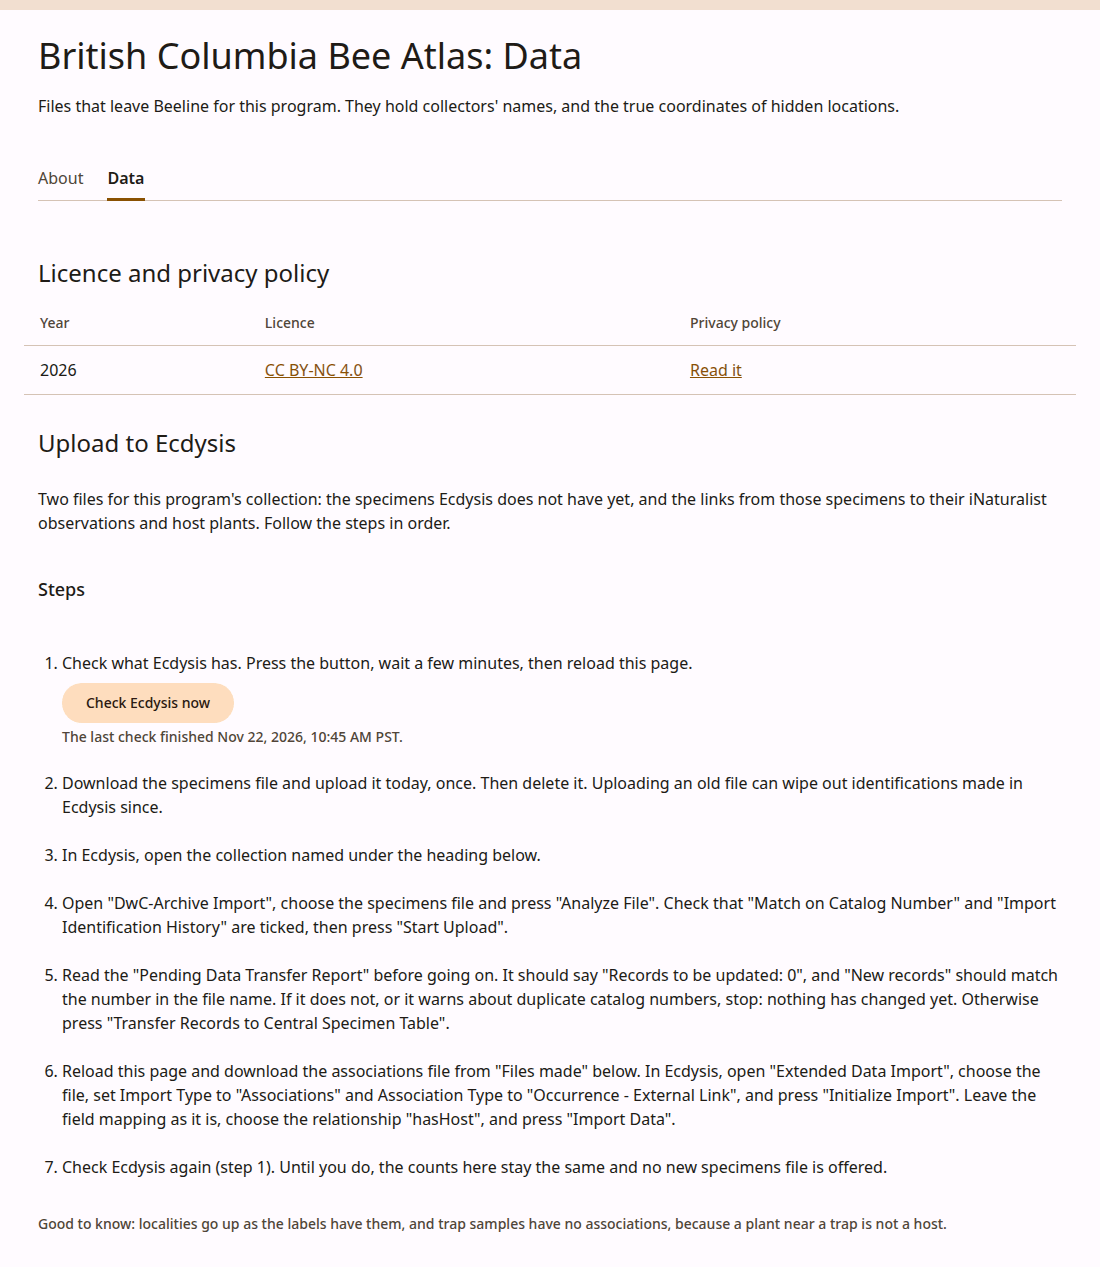 British Columbia Bee Atlas: Data
Files that leave Beeline for this program. They hold collectors' names, and the true coordinates of hidden locations.
About Data
Licence and privacy policy
Year Licence Privacy policy
2026 CC BY-NC 4.0 Read it
Upload to Ecdysis
Two files for this program's collection: the specimens Ecdysis does not have yet, and the links from those specimens to their iNaturalist
observations and host plants. Follow the steps in order.
Steps
1. Check what Ecdysis has. Press the button, wait a few minutes, then reload this page.
Check Ecdysis now
The last check finished Nov 22, 2026, 10:45 AM PST.
2. Download the specimens file and upload it today, once. Then delete it. Uploading an old file can wipe out identifications made in
Ecdysis since.
3. In Ecdysis, open the collection named under the heading below.
4. Open "DwC-Archive Import", choose the specimens file and press "Analyze File". Check that "Match on Catalog Number" and "Import
Identification History" are ticked, then press "Start Upload".
5. Read the "Pending Data Transfer Report" before going on. It should say "Records to be updated: 0", and "New records" should match
the number in the file name. If it does not, or it warns about duplicate catalog numbers, stop: nothing has changed yet. Otherwise
press "Transfer Records to Central Specimen Table".
6. Reload this page and download the associations file from "Files made" below. In Ecdysis, open "Extended Data Import", choose the
file, set Import Type to "Associations" and Association Type to "Occurrence - External Link", and press "Initialize Import". Leave the
field mapping as it is, choose the relationship "hasHost", and press "Import Data".
7. Check Ecdysis again (step 1). Until you do, the counts here stay the same and no new specimens file is offered.
Good to know: localities go up as the labels have them, and trap samples have no associations, because a plant near a trap is not a host.